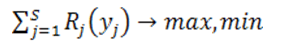 ∑_{j=1}^{S} R_j(y_j) → max, min